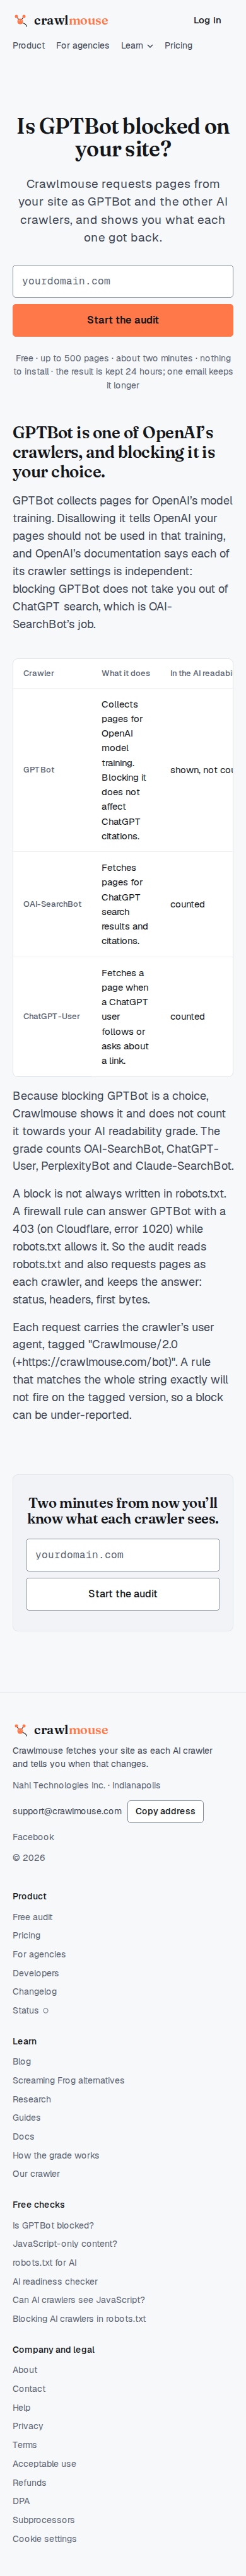 crawlmouse
Log in
Product For agencies Learn Pricing
Is GPTBot blocked on
your site?
Crawlmouse requests pages from
your site as GPTBot and the other AI
crawlers, and shows you what each
one got back.
yourdomain.com
Start the audit
Free · up to 500 pages · about two minutes · nothing
to install · the result is kept 24 hours; one email keeps
it longer
GPTBot is one of OpenAI’s
crawlers, and blocking it is
your choice.
GPTBot collects pages for OpenAI’s model
training. Disallowing it tells OpenAI your
pages should not be used in that training,
and OpenAI’s documentation says each of
its crawler settings is independent:
blocking GPTBot does not take you out of
ChatGPT search, which is OAI-
SearchBot’s job.
Crawler What it does In the AI readabi
GPTBot
Collects
pages for
OpenAI
model
training.
Blocking it
does not
affect
ChatGPT
citations.
shown, not cou
OAI-SearchBot
Fetches
pages for
ChatGPT
search
results and
citations.
counted
ChatGPT-User
Fetches a
page when
a ChatGPT
user
follows or
asks about
a link.
counted
Because blocking GPTBot is a choice,
Crawlmouse shows it and does not count
it towards your AI readability grade. The
grade counts OAI-SearchBot, ChatGPT-
User, PerplexityBot and Claude-SearchBot.
A block is not always written in robots.txt.
A firewall rule can answer GPTBot with a
403 (on Cloudflare, error 1020) while
robots.txt allows it. So the audit reads
robots.txt and also requests pages as
each crawler, and keeps the answer:
status, headers, first bytes.
Each request carries the crawler’s user
agent, tagged "Crawlmouse/2.0
(+https://crawlmouse.com/bot)". A rule
that matches the whole string exactly will
not fire on the tagged version, so a block
can be under-reported.
Two minutes from now you’ll
know what each crawler sees.
yourdomain.com
Start the audit
crawlmouse
Crawlmouse fetches your site as each AI crawler
and tells you when that changes.
Nahl Technologies Inc. · Indianapolis
support@crawlmouse.com Copy address
Facebook
© 2026
Product
Free audit
Pricing
For agencies
Developers
Changelog
Status
Learn
Blog
Screaming Frog alternatives
Research
Guides
Docs
How the grade works
Our crawler
Free checks
Is GPTBot blocked?
JavaScript-only content?
robots.txt for AI
AI readiness checker
Can AI crawlers see JavaScript?
Blocking AI crawlers in robots.txt
Company and legal
About
Contact
Help
Privacy
Terms
Acceptable use
Refunds
DPA
Subprocessors
Cookie settings